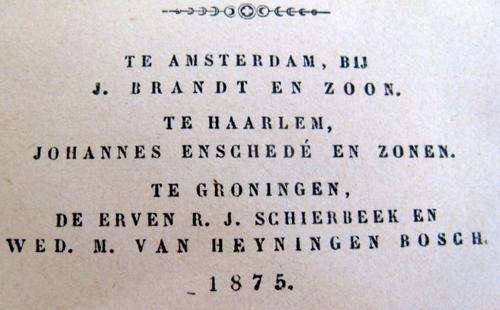 TE AMSTERDAM, BIJ
J. BRANDT EN ZOON.
TE HAARLEM,
JOHANNES ENSCHEDÉ EN ZONEN.
TE GRONINGEN,
DE ERVEN R. J. SCHIERBEEK EN
WED. M. VAN HEYNINGEN BOSCH.
1875.